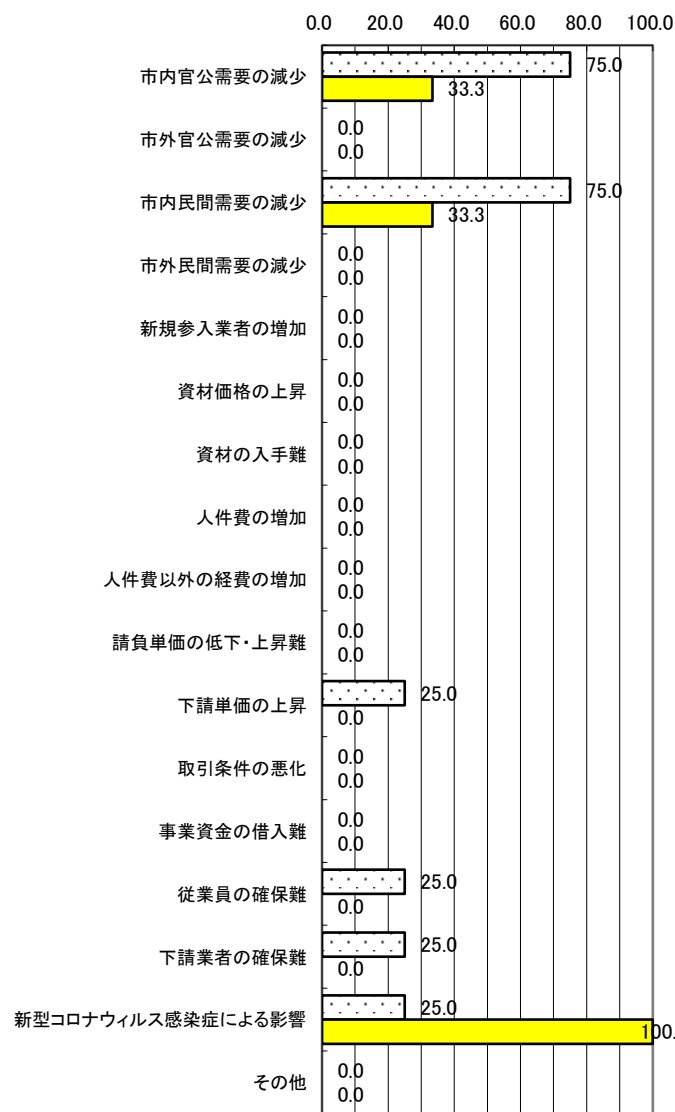 0.0 20.0 40.0 60.0 80.0 100.0
市内官公需要の減少
75.0
33.3
市外官公需要の減少
0.0
0.0
市内民間需要の減少
75.0
33.3
市外民間需要の減少
0.0
0.0
新規参入業者の増加
0.0
0.0
資材価格の上昇
0.0
0.0
資材の入手難
0.0
0.0
人件費の増加
0.0
0.0
人件費以外の経費の増加
0.0
0.0
請負単価の低下・上昇難
0.0
0.0
下請単価の上昇
25.0
0.0
取引条件の悪化
0.0
0.0
事業資金の借入難
0.0
0.0
従業員の確保難
25.0
0.0
下請業者の確保難
25.0
0.0
新型コロナウィルス感染症による影響
25.0
100.
その他
0.0
0.0